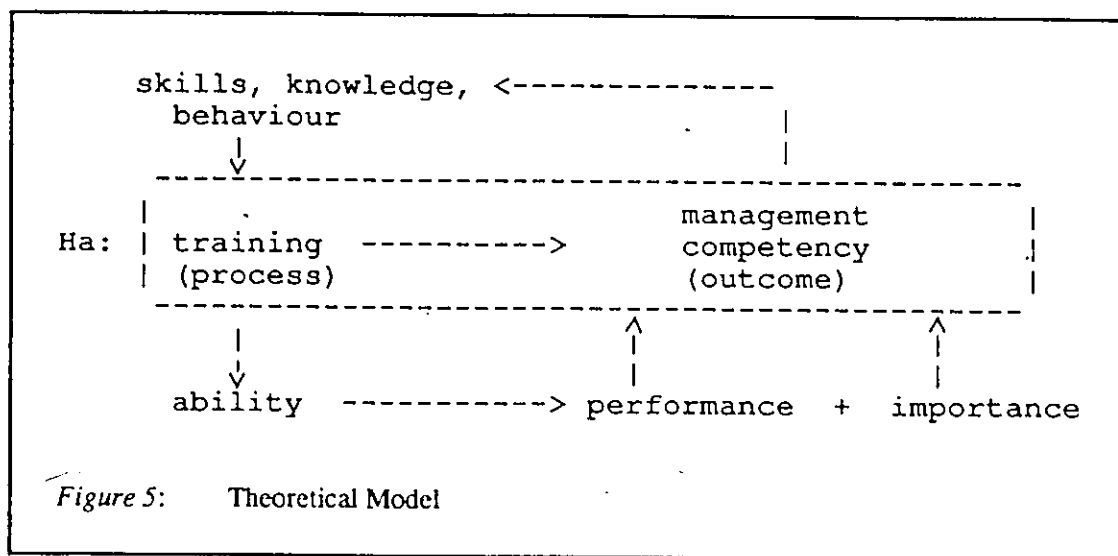 skills, knowledge, <--------------
behaviour
Ha: training -----------> management
competency
(process) (outcome)
ability -----------> performance + importance
Figure 5: Theoretical Model